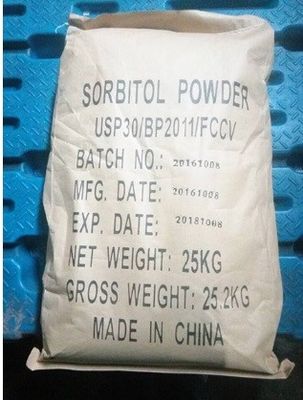 SORBITOL POWDER
USP30/BP2011/FCCV
BATCH NO.: 20161008
MFG. DATE: 20161008
EXP. DATE: 20181008
NET WEIGHT: 25KG
GROSS WEIGHT: 25.2KG
MADE IN CHINA